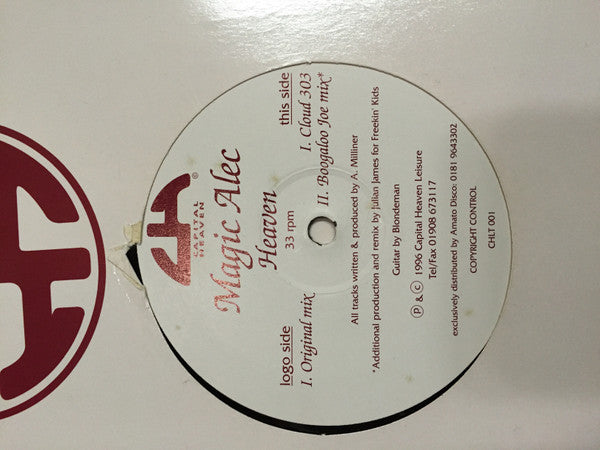 CAPITAL
HEAVEN
®
Magic Alec
Heaven
33 rpm
logo side
I. Original mix
this side
I. Cloud 303
II. Boogaloo Joe mix*
All tracks written & produced by A. Milliner
*Additional production and remix by Julian James for Freekin' Kids
Guitar by Blondeman
℗ & © 1996 Capital Heaven Leisure
Tel/fax 01908 673117
exclusively distributed by Amato Disco: 0181 9643302
COPYRIGHT CONTROL
CHLT 001